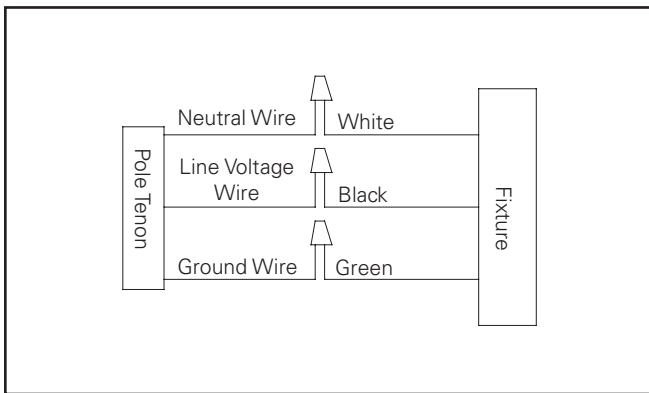 Neutral Wire
White
Pole Tenon
Line Voltage
Wire
Black
Fixture
Ground Wire
Green